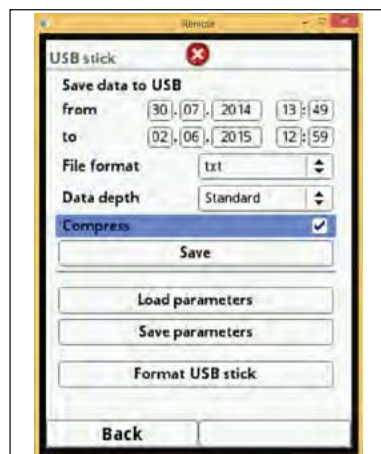 Remote
USB stick
Save data to USB
from 30. 07. 2014 13:49
to 02. 06. 2015 12:59
File format txt
Data depth Standard
Compress
Save
Load parameters
Save parameters
Format USB stick
Back